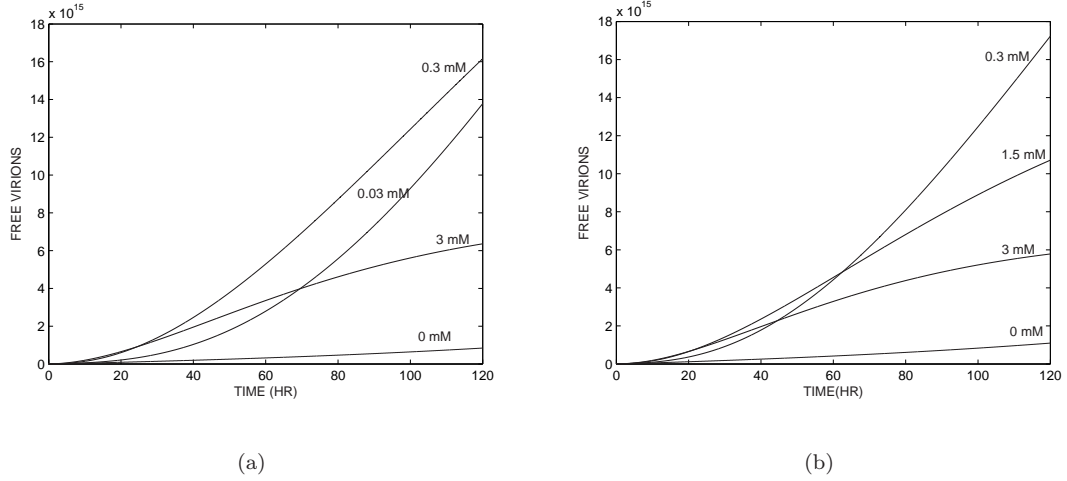 x 10^15
18
16
14
12
10
8
6
4
2
0
FREE VIRIONS
0.3 mM
0.03 mM
3 mM
0 mM
0 20 40 60 80 100 120
TIME (HR)
(a)
x 10^15
18
16
14
12
10
8
6
4
2
0
FREE VIRIONS
0.3 mM
1.5 mM
3 mM
0 mM
0 20 40 60 80 100 120
TIME(HR)
(b)